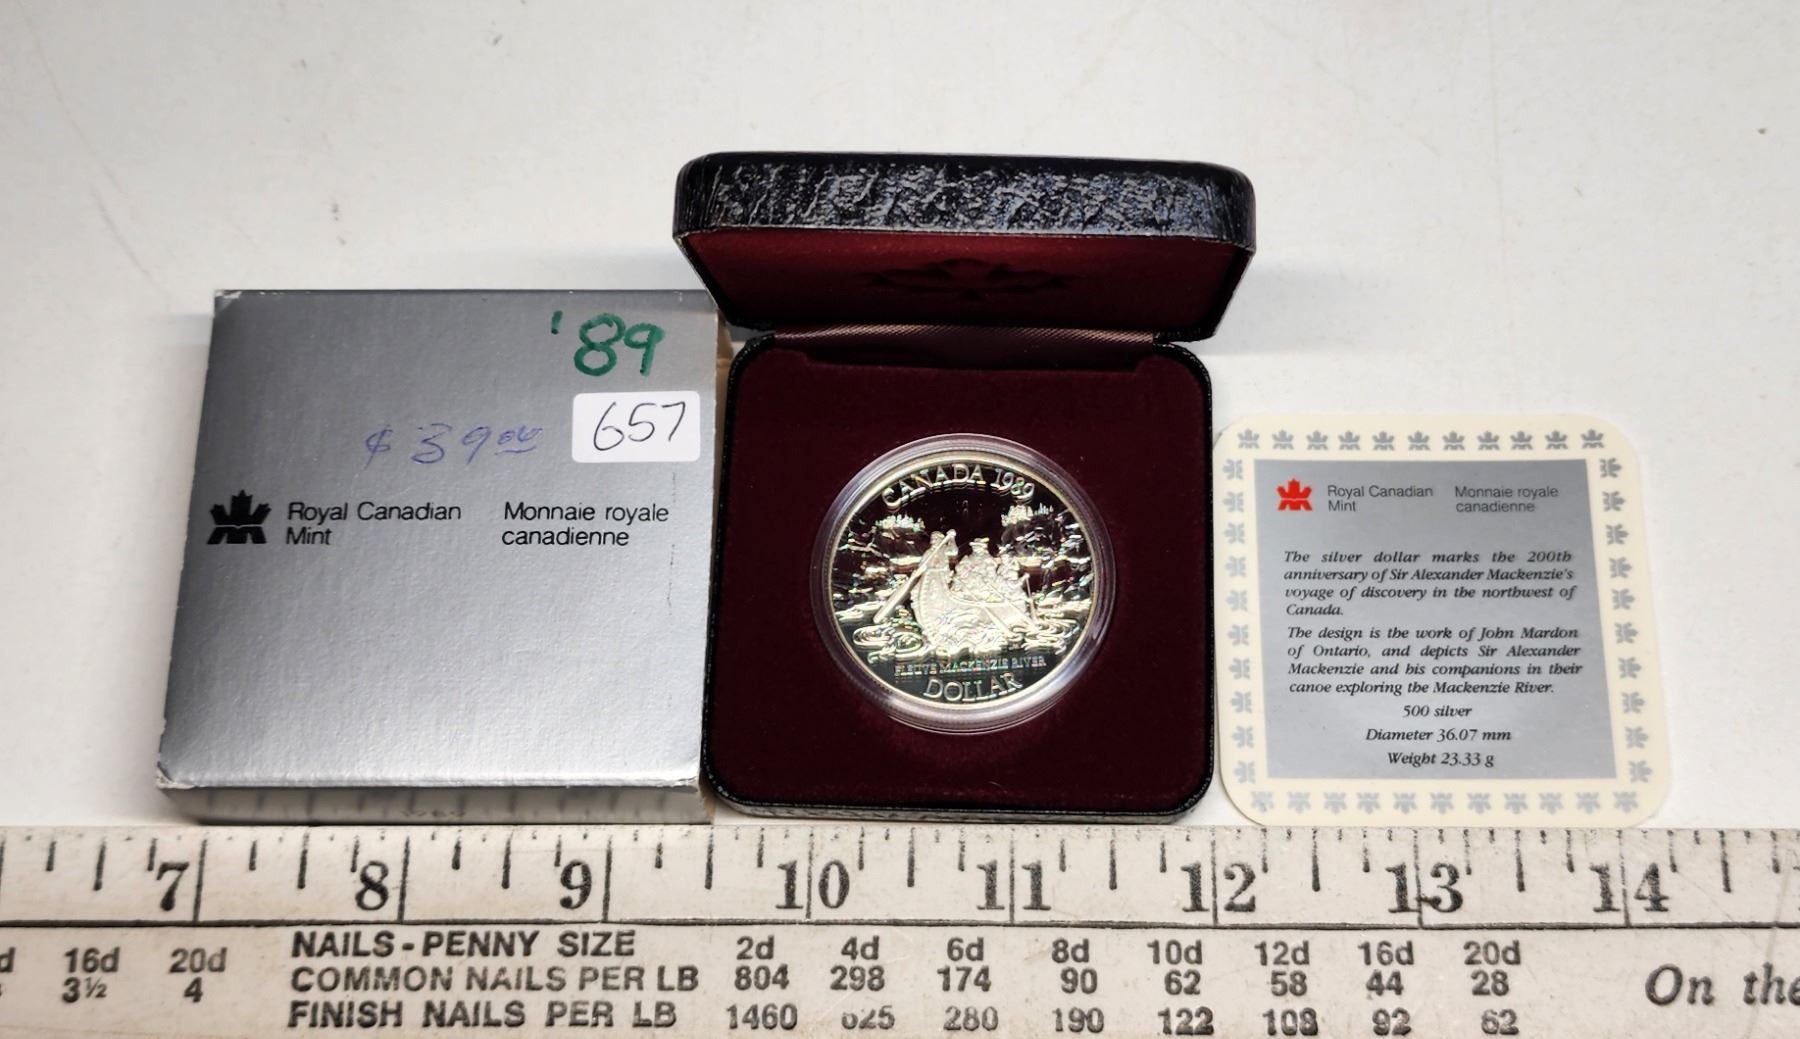 '89
657
$39.00
Royal Canadian Mint
Monnaie royale canadienne
CANADA 1989
FLEUVE MACKENZIE RIVER
DOLLAR
Royal Canadian Mint
Monnaie royale canadienne
The silver dollar marks the 200th
anniversary of Sir Alexander Mackenzie's
voyage of discovery in the northwest of
Canada.
The design is the work of John Mardon
of Ontario, and depicts Sir Alexander
Mackenzie and his companions in their
canoe exploring the Mackenzie River.
500 silver
Diameter 36.07 mm
Weight 23.33 g
7 8 9 10 11 12 13 14
16d 20d NAILS-PENNY SIZE 2d 4d 6d 8d 10d 12d 16d 20d
3½ 4 COMMON NAILS PER LB 804 298 174 90 62 58 44 28
FINISH NAILS PER LB 1460 625 280 190 122 108 92 62
On the